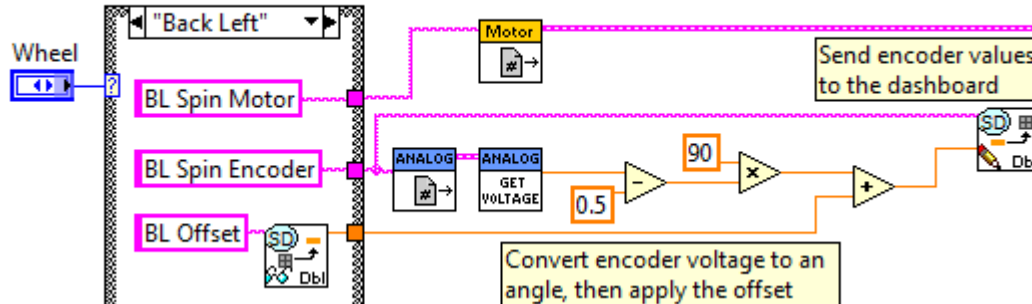 "Back Left"
Wheel
?
Motor
#
BL Spin Motor
Send encoder values
to the dashboard
BL Spin Encoder
ANALOG
#
ANALOG
GET
VOLTAGE
0.5
−
90
×
+
SD
Dbl
BL Offset
SD
Dbl
Convert encoder voltage to an
angle, then apply the offset